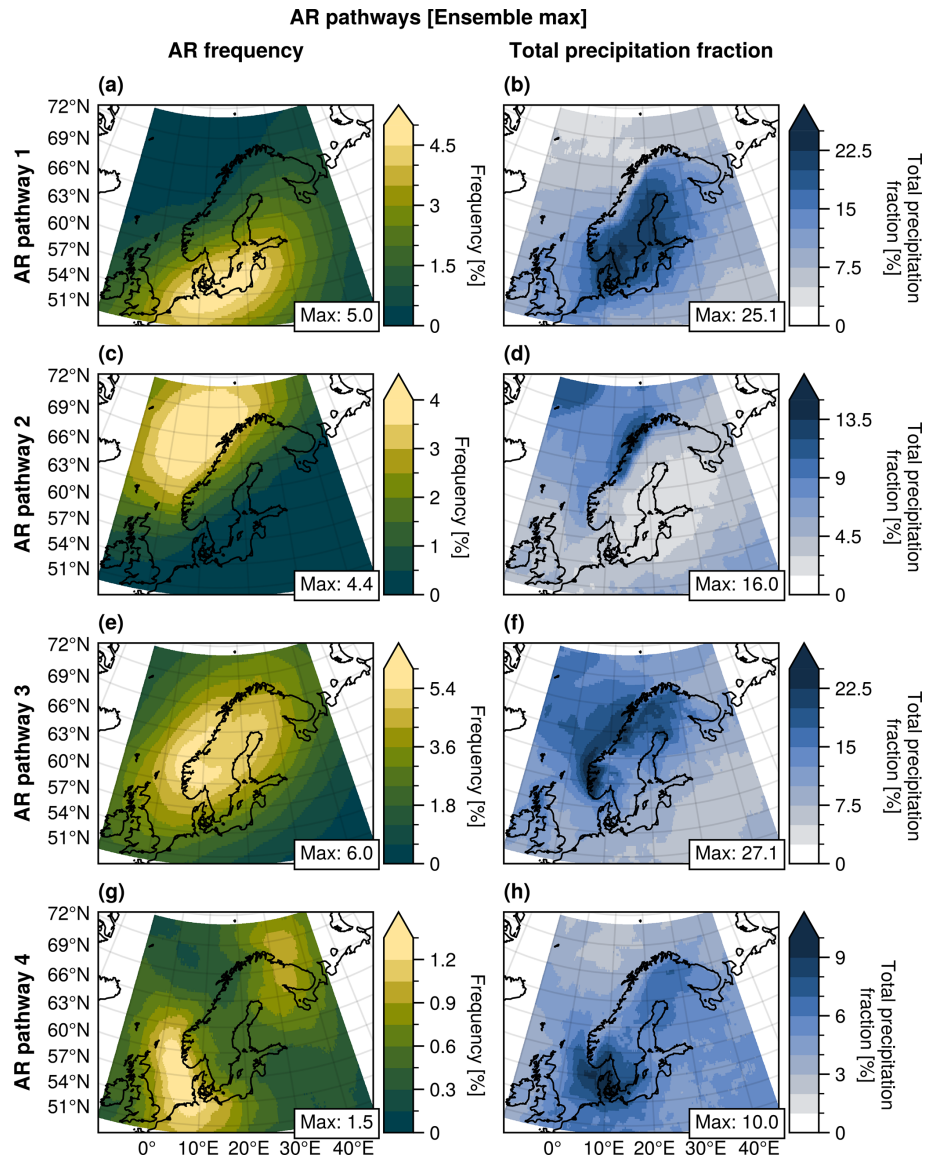 AR pathways [Ensemble max]
AR frequency
Total precipitation fraction
(a)
(b)
AR pathway 1
72°N
69°N
66°N
63°N
60°N
57°N
54°N
51°N
Max: 5.0
4.5
3
1.5
0
Frequency [%]
Max: 25.1
22.5
15
7.5
0
Total precipitation
fraction [%]
(c)
(d)
AR pathway 2
72°N
69°N
66°N
63°N
60°N
57°N
54°N
51°N
Max: 4.4
4
3
2
1
0
Frequency [%]
Max: 16.0
13.5
9
4.5
0
Total precipitation
fraction [%]
(e)
(f)
AR pathway 3
72°N
69°N
66°N
63°N
60°N
57°N
54°N
51°N
Max: 6.0
5.4
3.6
1.8
0
Frequency [%]
Max: 27.1
22.5
15
7.5
0
Total precipitation
fraction [%]
(g)
(h)
AR pathway 4
72°N
69°N
66°N
63°N
60°N
57°N
54°N
51°N
Max: 1.5
1.2
0.9
0.6
0.3
0
Frequency [%]
Max: 10.0
9
6
3
0
Total precipitation
fraction [%]
0° 10°E 20°E 30°E 40°E
0° 10°E 20°E 30°E 40°E